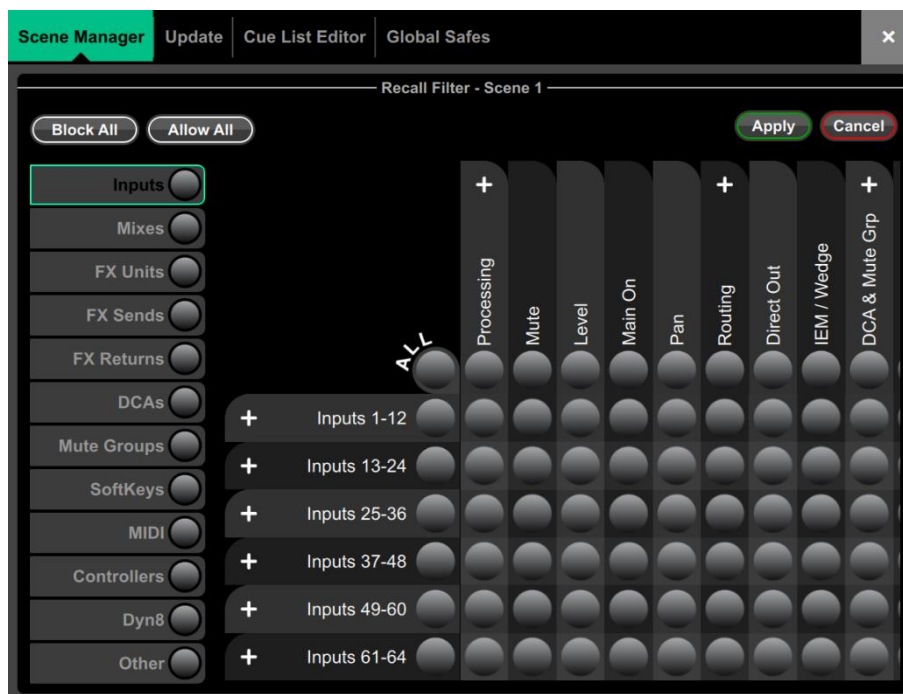 Scene Manager Update Cue List Editor Global Safes ×
Recall Filter - Scene 1
Block All Allow All Apply Cancel
Inputs
Mixes
FX Units
FX Sends
FX Returns
DCAs
Mute Groups
SoftKeys
MIDI
Controllers
Dyn8
Other
+ + +
Processing
Mute
Level
Main On
Pan
Routing
Direct Out
IEM / Wedge
DCA & Mute Grp
ALL
+ Inputs 1-12
+ Inputs 13-24
+ Inputs 25-36
+ Inputs 37-48
+ Inputs 49-60
+ Inputs 61-64